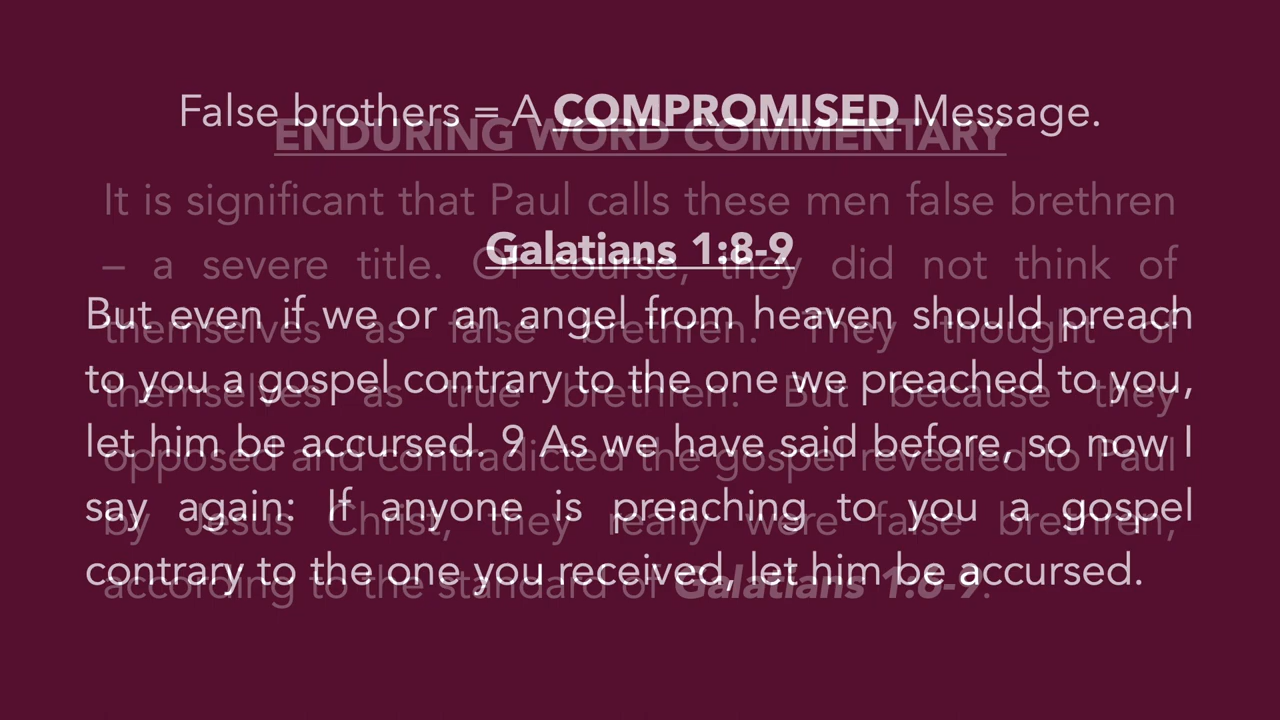 False brothers = A COMPROMISED Message.
ENDURING WORD COMMENTARY
It is significant that Paul calls these men false brethren
– a severe title. Of course, they did not think of
themselves as false brethren. They thought of
themselves as true brethren. But because they
opposed and contradicted the gospel revealed to Paul
by Jesus Christ, they really were false brethren,
according to the standard of Galatians 1:6-9.
Galatians 1:8-9
But even if we or an angel from heaven should preach
to you a gospel contrary to the one we preached to you,
let him be accursed. 9 As we have said before, so now I
say again: If anyone is preaching to you a gospel
contrary to the one you received, let him be accursed.